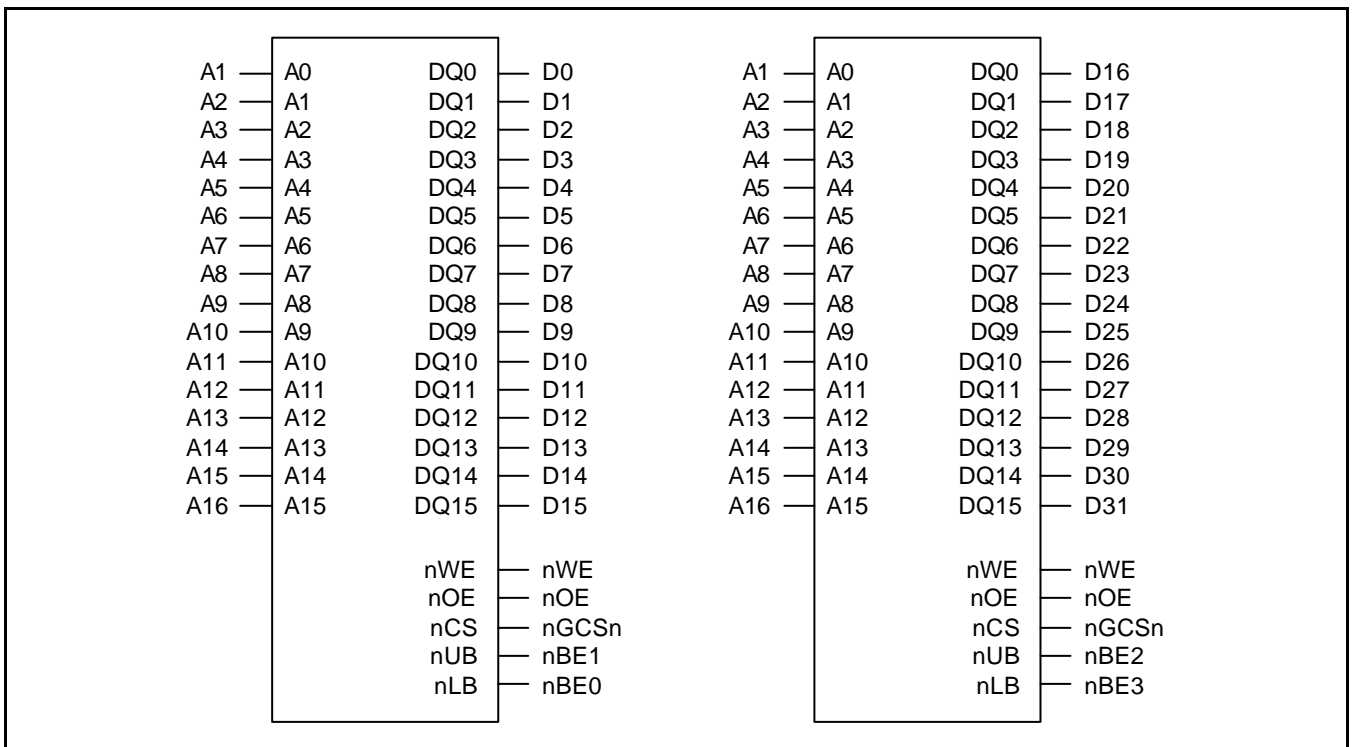 A1 A0 DQ0 D0 A1 A0 DQ0 D16
A2 A1 DQ1 D1 A2 A1 DQ1 D17
A3 A2 DQ2 D2 A3 A2 DQ2 D18
A4 A3 DQ3 D3 A4 A3 DQ3 D19
A5 A4 DQ4 D4 A5 A4 DQ4 D20
A6 A5 DQ5 D5 A6 A5 DQ5 D21
A7 A6 DQ6 D6 A7 A6 DQ6 D22
A8 A7 DQ7 D7 A8 A7 DQ7 D23
A9 A8 DQ8 D8 A9 A8 DQ8 D24
A10 A9 DQ9 D9 A10 A9 DQ9 D25
A11 A10 DQ10 D10 A11 A10 DQ10 D26
A12 A11 DQ11 D11 A12 A11 DQ11 D27
A13 A12 DQ12 D12 A13 A12 DQ12 D28
A14 A13 DQ13 D13 A14 A13 DQ13 D29
A15 A14 DQ14 D14 A15 A14 DQ14 D30
A16 A15 DQ15 D15 A16 A15 DQ15 D31
nWE nWE nWE nWE
nOE nOE nOE nOE
nCS nGCSn nCS nGCSn
nUB nBE1 nUB nBE2
nLB nBE0 nLB nBE3